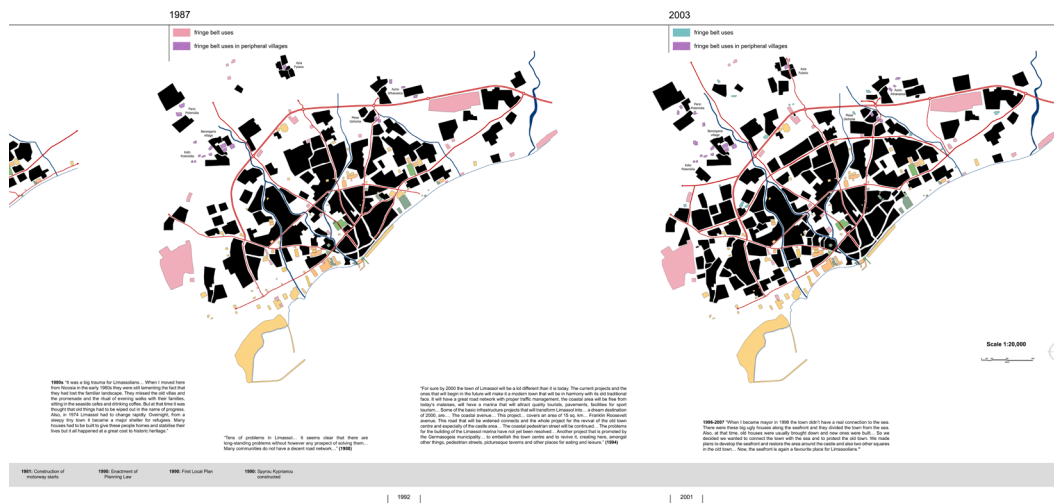 1987
fringe belt uses
fringe belt uses in peripheral villages
2003
fringe belt uses
fringe belt uses in peripheral villages
Scale 1:20,000
1980s "It was a big trauma for Limassolians... When I moved here
from Nicosia in the early 1980s they were still lamenting the fact that
they had lost the familiar landscape. They missed the old villas and
the promenade and the ritual of evening walks with their families,
sitting in the seaside cafes and drinking coffee. But at that time it was
thought that old things had to be wiped out in the name of progress.
Also, in 1974 Limassol had to change rapidly. Overnight, from a
sleepy tiny town it became a major shelter for refugees. Many
houses had to be built to give these people homes and stabilise their
lives but it all happened at a great cost to historic heritage."
"Tens of problems in Limassol... It seems clear that there are
long-standing problems without however any prospect of solving them...
Many communities do not have a decent road network..." (1988)
"For sure by 2000 the town of Limassol will be a lot different than it is today. The current projects and the
ones that will begin in the future will make it a modern town that will be in harmony with its old traditional
face. It will have a great road network with proper traffic management, the coastal area will be free from
today's malaises, will have a marina that will attract quality tourists, pavements, facilities for sport
tourism... Some of the basic infrastructure projects that will transform Limassol into... a dream destination
of 2000, are... The coastal avenue... This project... covers an area of 15 sq. km... Franklin Roosevelt
avenue. This road that will be widened connects and the whole project for the revival of the old town
centre and especially of the castle area... The coastal pedestrian street will be continued ... The problems
for the building of the Limassol marina have not yet been resolved... Another project that is promoted by
the Germasogeia municipality... to embellish the town centre and to revive it, creating here, amongst
other things, pedestrian streets, picturesque taverns and other places for eating and leisure." (1994)
1996-2007 "When I became mayor in 1998 the town didn't have a real connection to the sea.
There were these big ugly houses along the seafront and they divided the town from the sea.
Also, at that time, old houses were usually brought down and new ones were built... So we
decided we wanted to connect the town with the sea and to protect the old town. We made
plans to develop the seafront and restore the area around the castle and also two other squares
in the old town... Now, the seafront is again a favourite place for Limassolians."
1981: Construction of
motorway starts
1990: Enactment of
Planning Law
1990: First Local Plan
1990: Spyrou Kyprianou
constructed
1992
2001